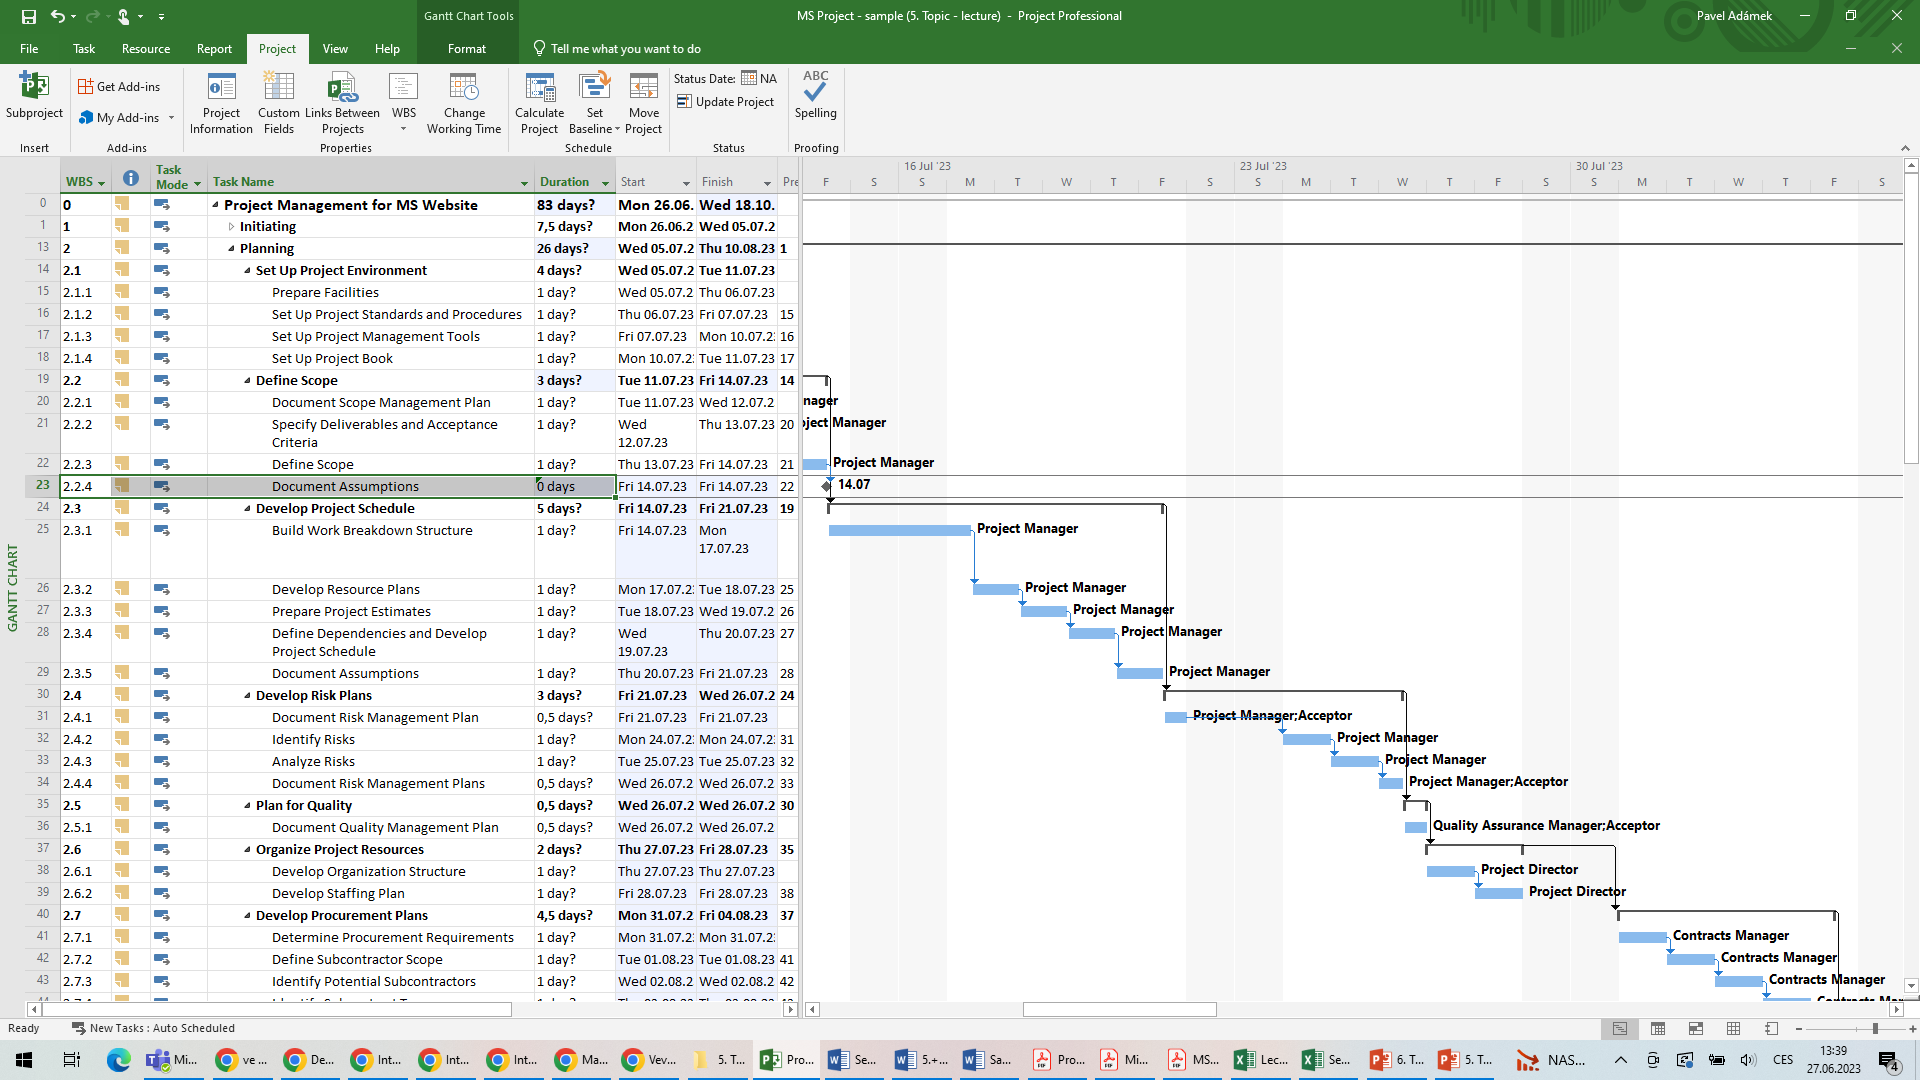 Gantt Chart Tools
MS Project - sample (5. Topic - lecture) - Project Professional
Pavel Adámek
File Task Resource Report Project View Help Format Tell me what you want to do
Subproject
Get Add-ins
My Add-ins
Project Information
Custom Fields
Links Between Projects
WBS
Change Working Time
Calculate Project
Set Baseline
Move Project
Status Date: NA
Update Project
ABC
Spelling
Insert Add-ins Properties Schedule Status Proofing
WBS Task Mode Task Name Duration Start Finish Pre
16 Jul '23 23 Jul '23 30 Jul '23
F S S M T W T F S S M T W T F S S M T W T F S
0 0 Project Management for MS Website 83 days? Mon 26.06. Wed 18.10.
1 1 Initiating 7,5 days? Mon 26.06.2 Wed 05.07.2
13 2 Planning 26 days? Wed 05.07.2 Thu 10.08.23 1
14 2.1 Set Up Project Environment 4 days? Wed 05.07.2 Tue 11.07.23
15 2.1.1 Prepare Facilities 1 day? Wed 05.07.2 Thu 06.07.23
16 2.1.2 Set Up Project Standards and Procedures 1 day? Thu 06.07.23 Fri 07.07.23 15
17 2.1.3 Set Up Project Management Tools 1 day? Fri 07.07.23 Mon 10.07.2 16
18 2.1.4 Set Up Project Book 1 day? Mon 10.07.2 Tue 11.07.23 17
19 2.2 Define Scope 3 days? Tue 11.07.23 Fri 14.07.23 14
20 2.2.1 Document Scope Management Plan 1 day? Tue 11.07.23 Wed 12.07.2 nager
21 2.2.2 Specify Deliverables and Acceptance 1 day? Wed Thu 13.07.23 20 ject Manager
Criteria 12.07.23
22 2.2.3 Define Scope 1 day? Thu 13.07.23 Fri 14.07.23 21 Project Manager
23 2.2.4 Document Assumptions 0 days Fri 14.07.23 Fri 14.07.23 22 14.07
24 2.3 Develop Project Schedule 5 days? Fri 14.07.23 Fri 21.07.23 19
25 2.3.1 Build Work Breakdown Structure 1 day? Fri 14.07.23 Mon Project Manager
17.07.23
26 2.3.2 Develop Resource Plans 1 day? Mon 17.07.2 Tue 18.07.23 25 Project Manager
27 2.3.3 Prepare Project Estimates 1 day? Tue 18.07.23 Wed 19.07.2 26 Project Manager
28 2.3.4 Define Dependencies and Develop 1 day? Wed Thu 20.07.23 27 Project Manager
Project Schedule 19.07.23
29 2.3.5 Document Assumptions 1 day? Thu 20.07.23 Fri 21.07.23 28 Project Manager
30 2.4 Develop Risk Plans 3 days? Fri 21.07.23 Wed 26.07.2 24
31 2.4.1 Document Risk Management Plan 0,5 days? Fri 21.07.23 Fri 21.07.23 Project Manager;Acceptor
32 2.4.2 Identify Risks 1 day? Mon 24.07.2 Mon 24.07.2 31 Project Manager
33 2.4.3 Analyze Risks 1 day? Tue 25.07.23 Tue 25.07.23 32 Project Manager
34 2.4.4 Document Risk Management Plans 0,5 days? Wed 26.07.2 Wed 26.07.2 33 Project Manager;Acceptor
35 2.5 Plan for Quality 0,5 days? Wed 26.07.2 Wed 26.07.2 30
36 2.5.1 Document Quality Management Plan 0,5 days? Wed 26.07.2 Wed 26.07.2 Quality Assurance Manager;Acceptor
37 2.6 Organize Project Resources 2 days? Thu 27.07.23 Fri 28.07.23 35
38 2.6.1 Develop Organization Structure 1 day? Thu 27.07.23 Thu 27.07.23 Project Director
39 2.6.2 Develop Staffing Plan 1 day? Fri 28.07.23 Fri 28.07.23 38 Project Director
40 2.7 Develop Procurement Plans 4,5 days? Mon 31.07.2 Fri 04.08.23 37
41 2.7.1 Determine Procurement Requirements 1 day? Mon 31.07.2 Mon 31.07.2 Contracts Manager
42 2.7.2 Define Subcontractor Scope 1 day? Tue 01.08.23 Tue 01.08.23 41 Contracts Manager
43 2.7.3 Identify Potential Subcontractors 1 day? Wed 02.08.2 Wed 02.08.2 42 Contracts Manager
GANTT CHART
Ready New Tasks : Auto Scheduled
Mi... ve ... De... Int... Int... Int... Ma... Vev... 5. T... Pro... Se... 5.+... Sa... Pro... Mi... MS... Lec... Se... 6. T... 5. T... NAS... CES 13:39
27.06.2023 4